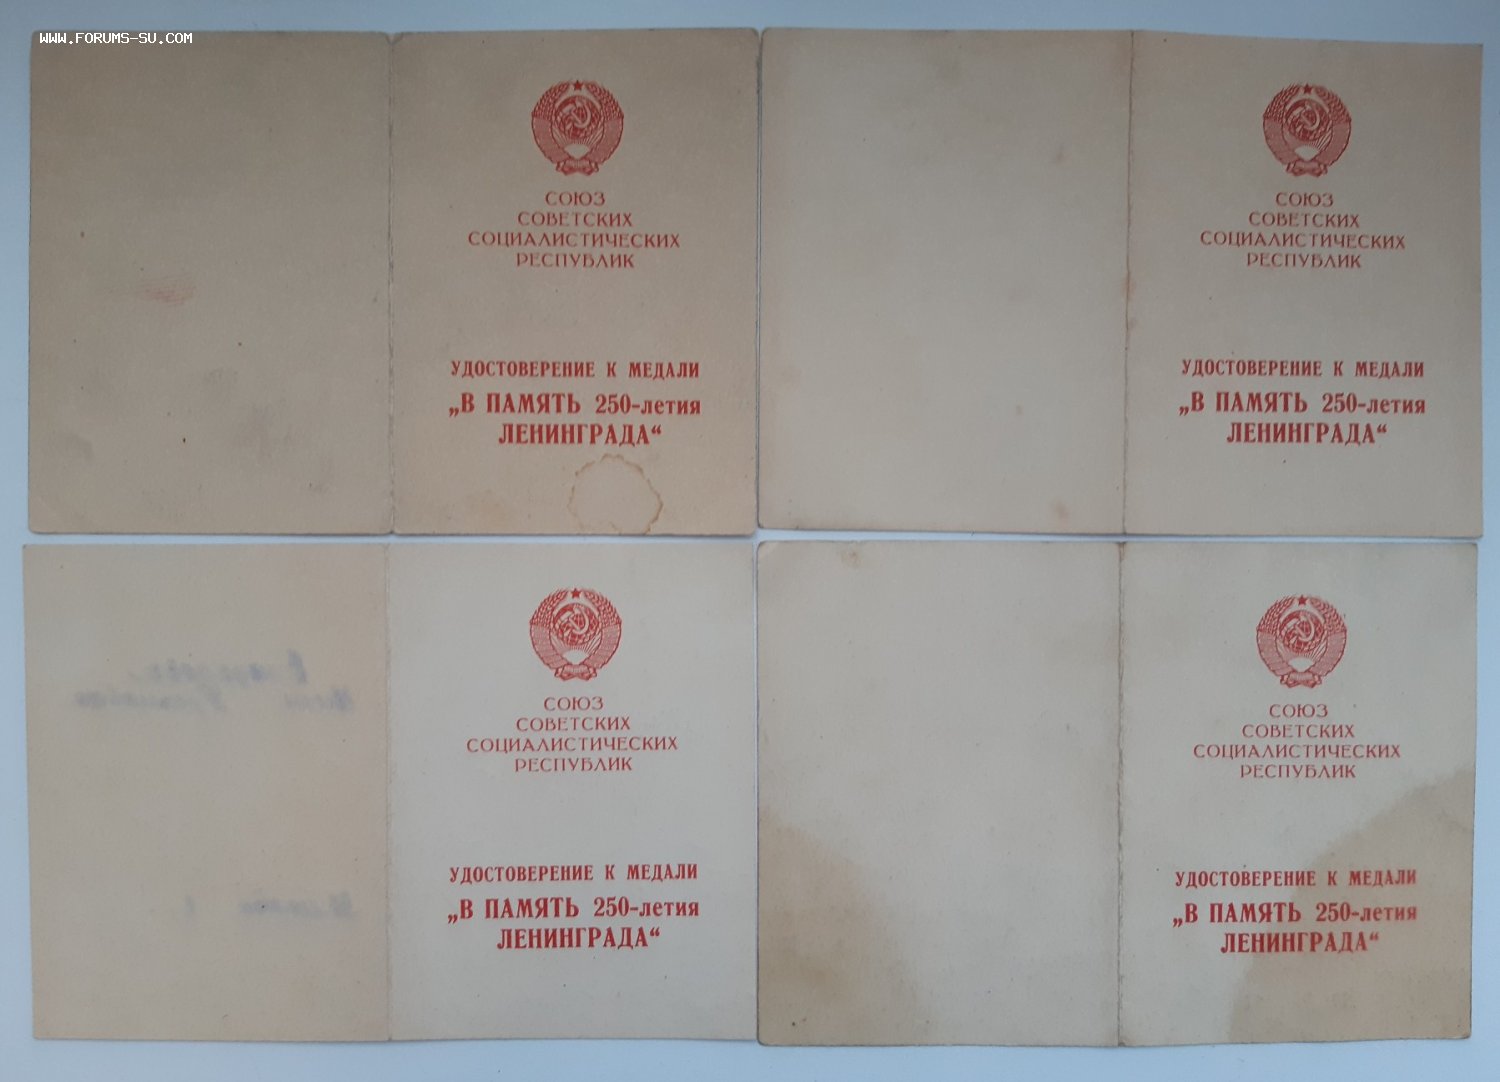 WWW.FORUMS-SU.COM
СОЮЗ
СОВЕТСКИХ
СОЦИАЛИСТИЧЕСКИХ
РЕСПУБЛИК
УДОСТОВЕРЕНИЕ К МЕДАЛИ
„В ПАМЯТЬ 250-летия
ЛЕНИНГРАДА“
СОЮЗ
СОВЕТСКИХ
СОЦИАЛИСТИЧЕСКИХ
РЕСПУБЛИК
УДОСТОВЕРЕНИЕ К МЕДАЛИ
„В ПАМЯТЬ 250-летия
ЛЕНИНГРАДА“
СОЮЗ
СОВЕТСКИХ
СОЦИАЛИСТИЧЕСКИХ
РЕСПУБЛИК
УДОСТОВЕРЕНИЕ К МЕДАЛИ
„В ПАМЯТЬ 250-летия
ЛЕНИНГРАДА“
СОЮЗ
СОВЕТСКИХ
СОЦИАЛИСТИЧЕСКИХ
РЕСПУБЛИК
УДОСТОВЕРЕНИЕ К МЕДАЛИ
„В ПАМЯТЬ 250-летия
ЛЕНИНГРАДА“